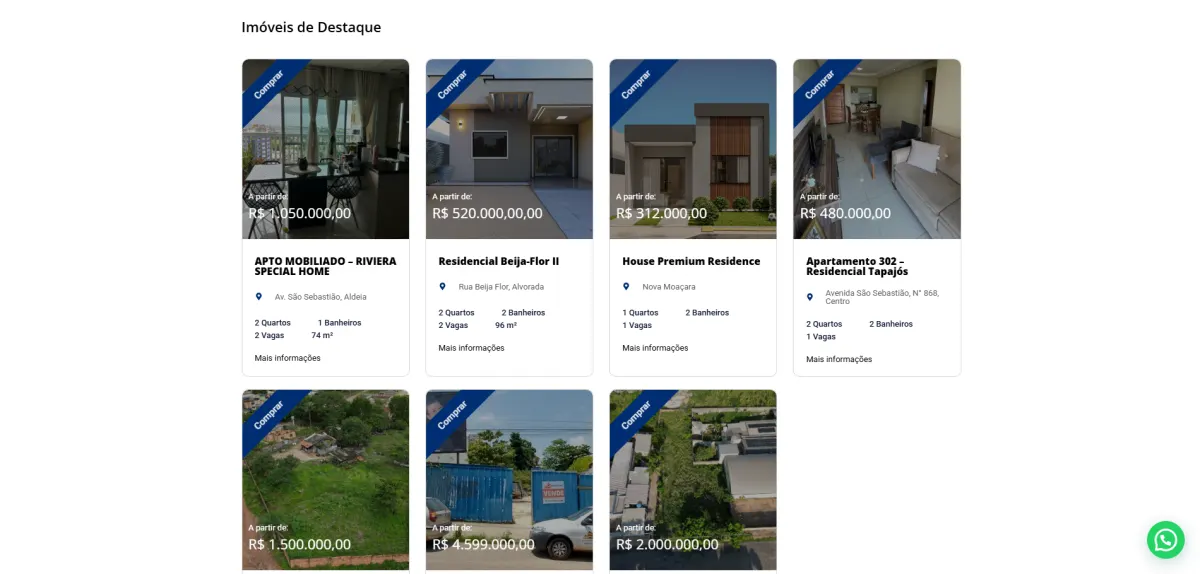 Imóveis de Destaque
Comprar
A partir de:
R$ 1.050.000,00
APTO MOBILIADO – RIVIERA
SPECIAL HOME
Av. São Sebastião, Aldeia
2 Quartos 1 Banheiros
2 Vagas 74 m²
Mais informações
Comprar
A partir de:
R$ 520.000,00,00
Residencial Beija-Flor II
Rua Beija Flor, Alvorada
2 Quartos 2 Banheiros
2 Vagas 96 m²
Mais informações
Comprar
A partir de:
R$ 312.000,00
House Premium Residence
Nova Moaçara
1 Quartos 2 Banheiros
1 Vagas
Mais informações
Comprar
A partir de:
R$ 480.000,00
Apartamento 302 –
Residencial Tapajós
Avenida São Sebastião, N° 868,
Centro
2 Quartos 2 Banheiros
1 Vagas
Mais informações
Comprar
A partir de:
R$ 1.500.000,00
Comprar
VENDE
A partir de:
R$ 4.599.000,00
Comprar
A partir de:
R$ 2.000.000,00